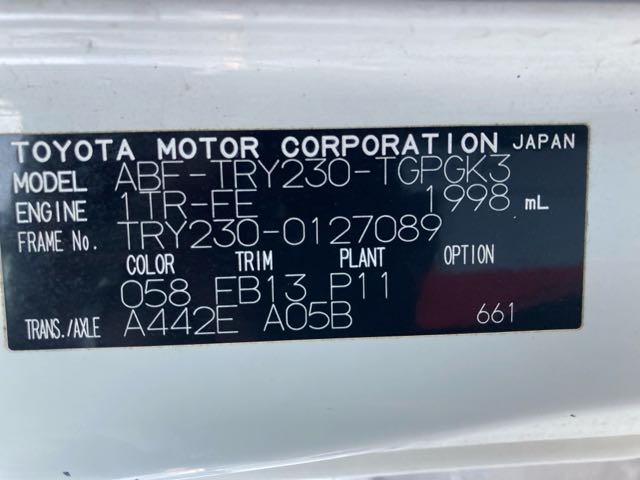 TOYOTA MOTOR CORPORATION JAPAN
MODEL ABF-TRY230-TGPGK3
ENGINE 1TR-FE 1998 mL
FRAME No. TRY230-0127089
COLOR TRIM PLANT OPTION
058 FB13 P11
TRANS./AXLE A442E A05B 661